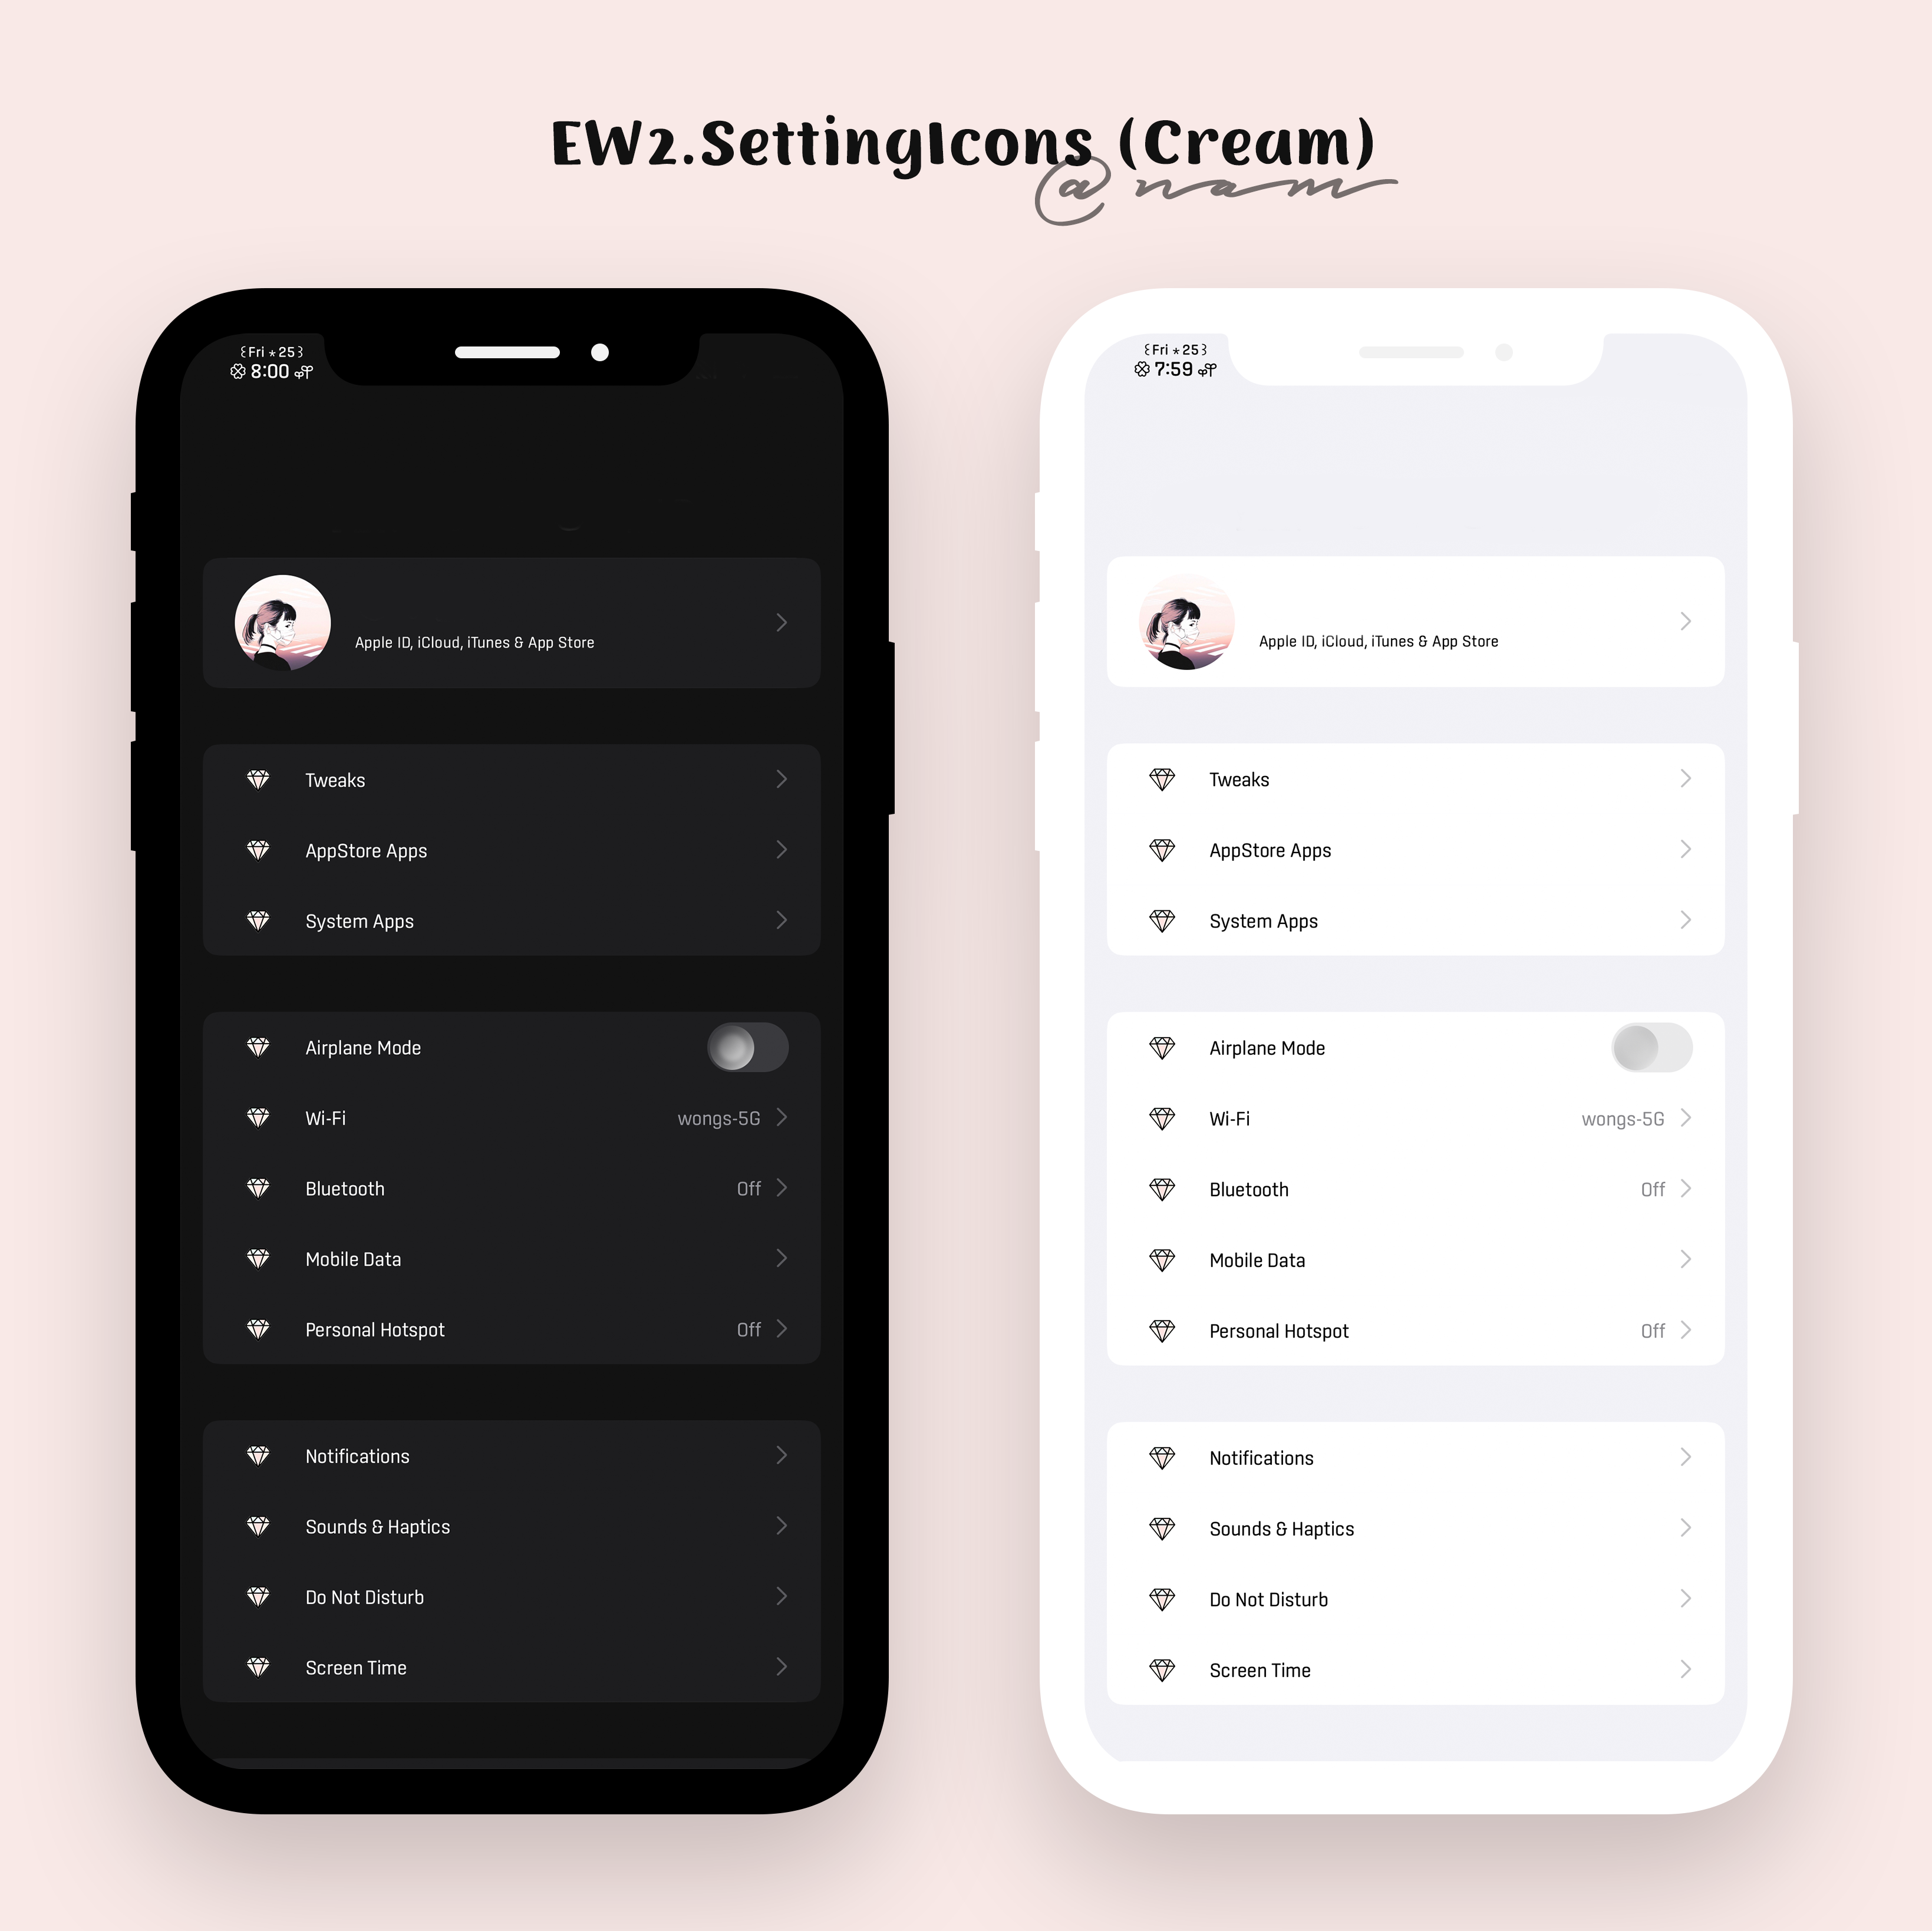 EW2.SettingIcons (Cream)
@nam
꒰Fri ⋆ 25꒱
8:00
Apple ID, iCloud, iTunes & App Store
Tweaks
AppStore Apps
System Apps
Airplane Mode
Wi-Fi wongs-5G
Bluetooth Off
Mobile Data
Personal Hotspot Off
Notifications
Sounds & Haptics
Do Not Disturb
Screen Time
꒰Fri ⋆ 25꒱
7:59
Apple ID, iCloud, iTunes & App Store
Tweaks
AppStore Apps
System Apps
Airplane Mode
Wi-Fi wongs-5G
Bluetooth Off
Mobile Data
Personal Hotspot Off
Notifications
Sounds & Haptics
Do Not Disturb
Screen Time